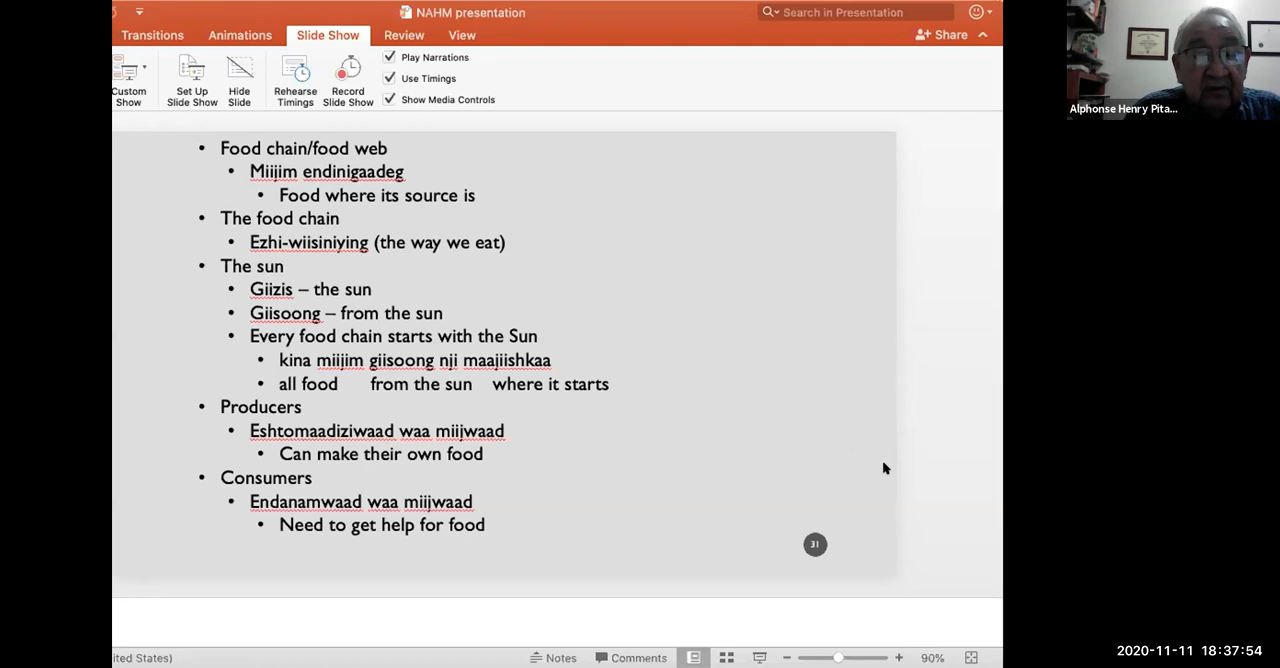 NAHM presentation
Search in Presentation
Transitions Animations Slide Show Review View
Share
Custom Show
Set Up Slide Show
Hide Slide
Rehearse Timings
Record Slide Show
Play Narrations
Use Timings
Show Media Controls
Alphonse Henry Pita...
• Food chain/food web
• Miijim endinigaadeg
• Food where its source is
• The food chain
• Ezhi-wiisiniying (the way we eat)
• The sun
• Giizis – the sun
• Giisoong – from the sun
• Every food chain starts with the Sun
• kina miijim giisoong nji maajiishkaa
• all food from the sun where it starts
• Producers
• Eshtomaadiziwaad waa miijwaad
• Can make their own food
• Consumers
• Endanamwaad waa miijwaad
• Need to get help for food
31
ited States)
Notes Comments 90%
2020-11-11 18:37:54